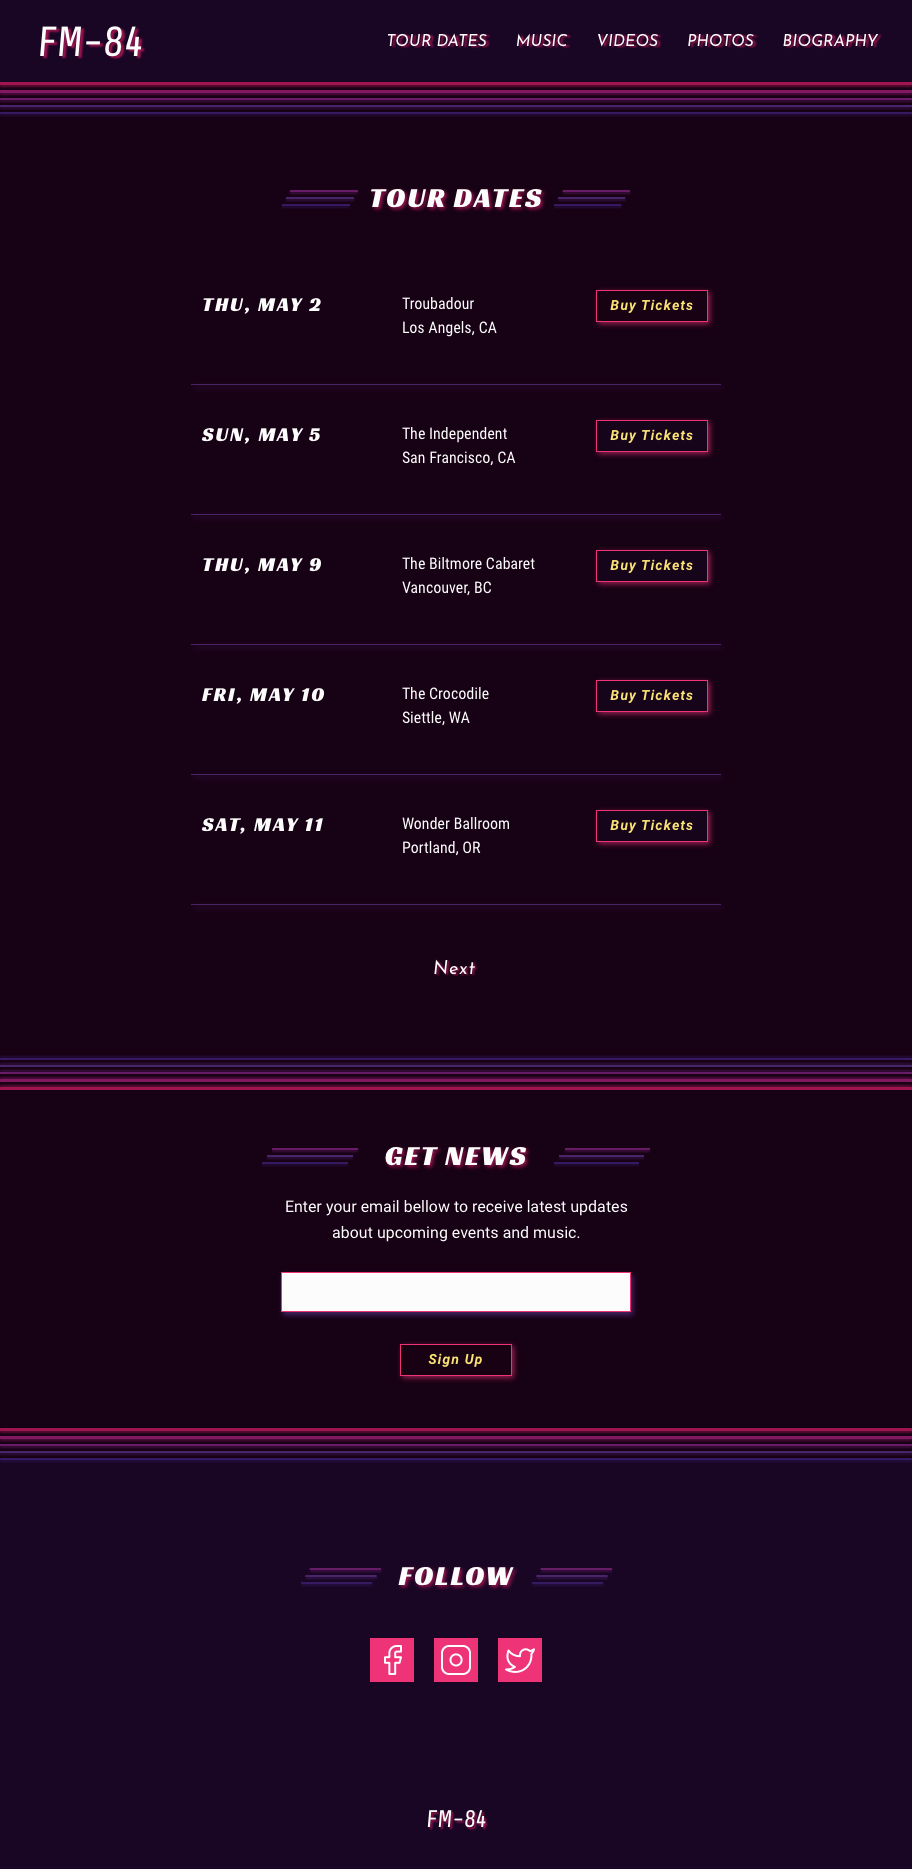 FM-84
TOUR DATES MUSIC VIDEOS PHOTOS BIOGRAPHY
TOUR DATES
THU, MAY 2
Troubadour
Los Angels, CA
Buy Tickets
SUN, MAY 5
The Independent
San Francisco, CA
Buy Tickets
THU, MAY 9
The Biltmore Cabaret
Vancouver, BC
Buy Tickets
FRI, MAY 10
The Crocodile
Siettle, WA
Buy Tickets
SAT, MAY 11
Wonder Ballroom
Portland, OR
Buy Tickets
Next
GET NEWS
Enter your email bellow to receive latest updates
about upcoming events and music.
Sign Up
FOLLOW
FM-84